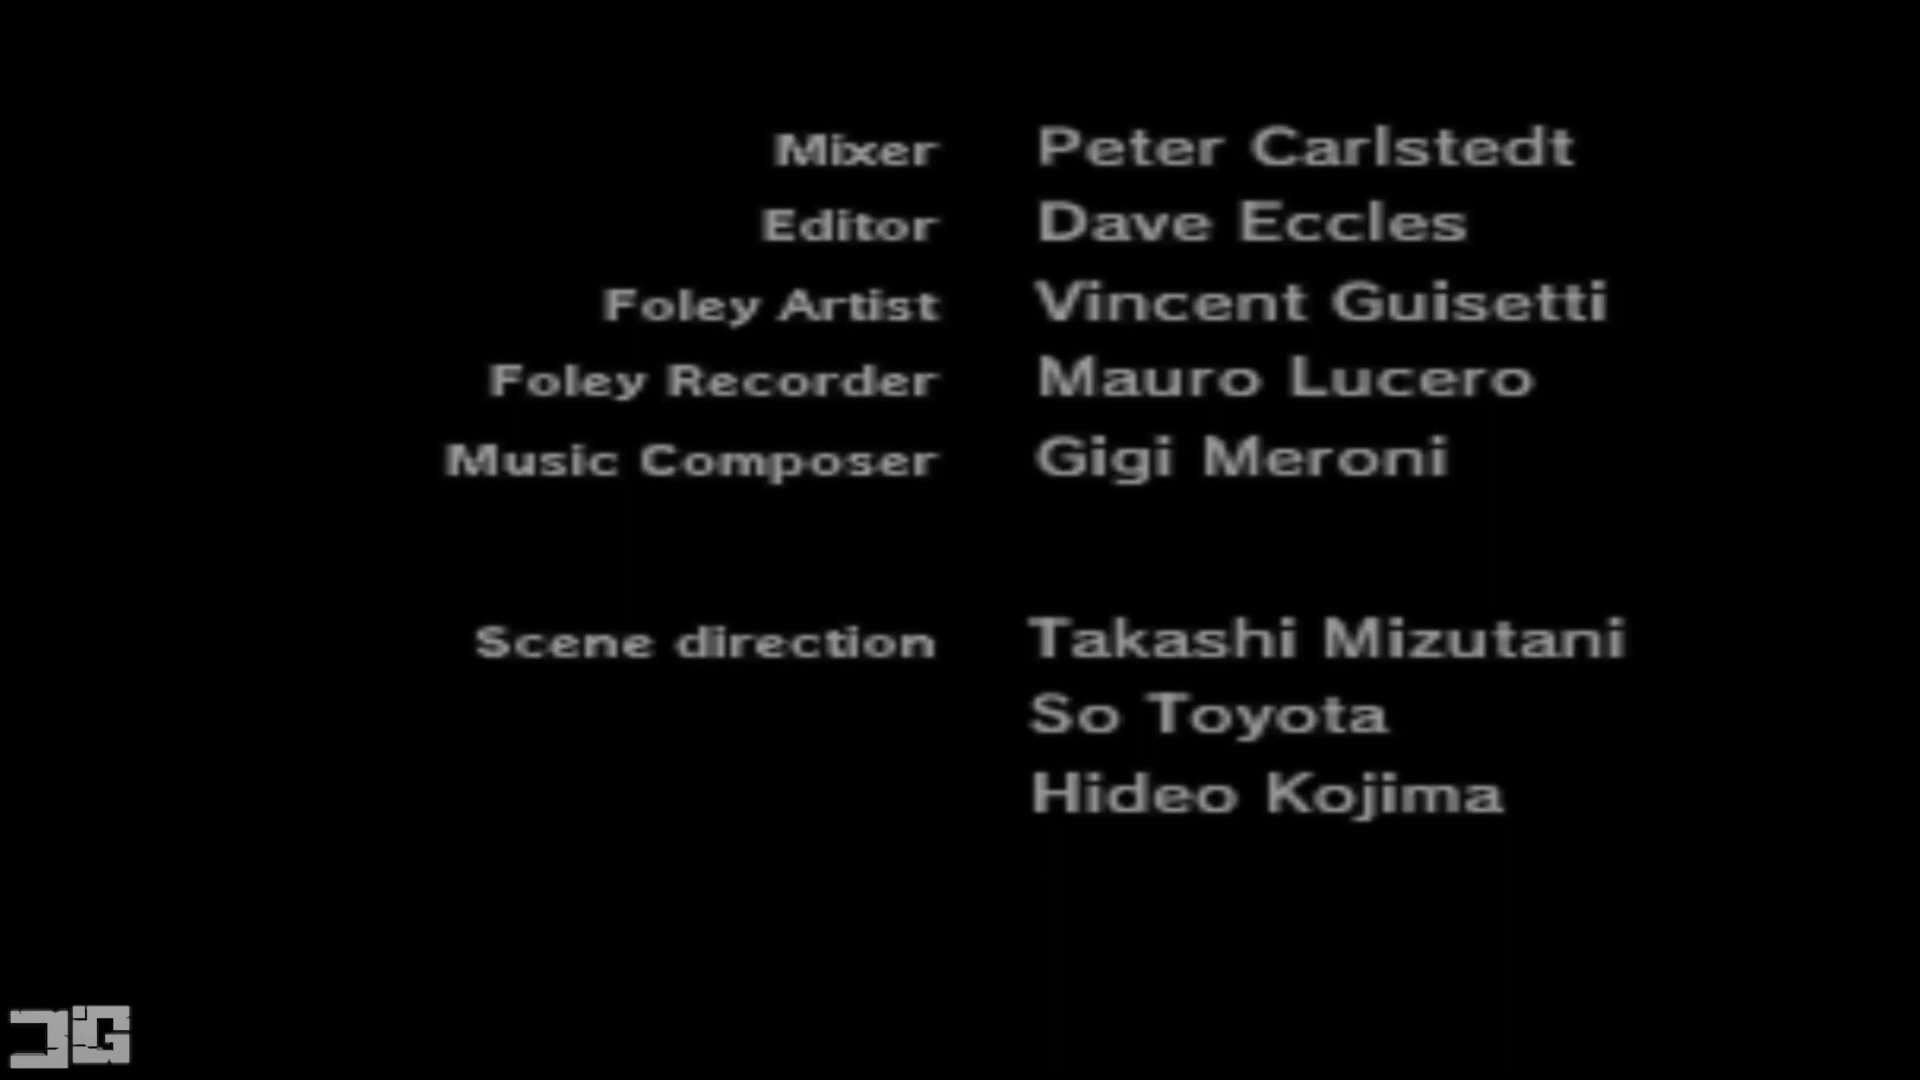 Mixer Peter Carlstedt
Editor Dave Eccles
Foley Artist Vincent Guisetti
Foley Recorder Mauro Lucero
Music Composer Gigi Meroni
Scene direction Takashi Mizutani
So Toyota
Hideo Kojima